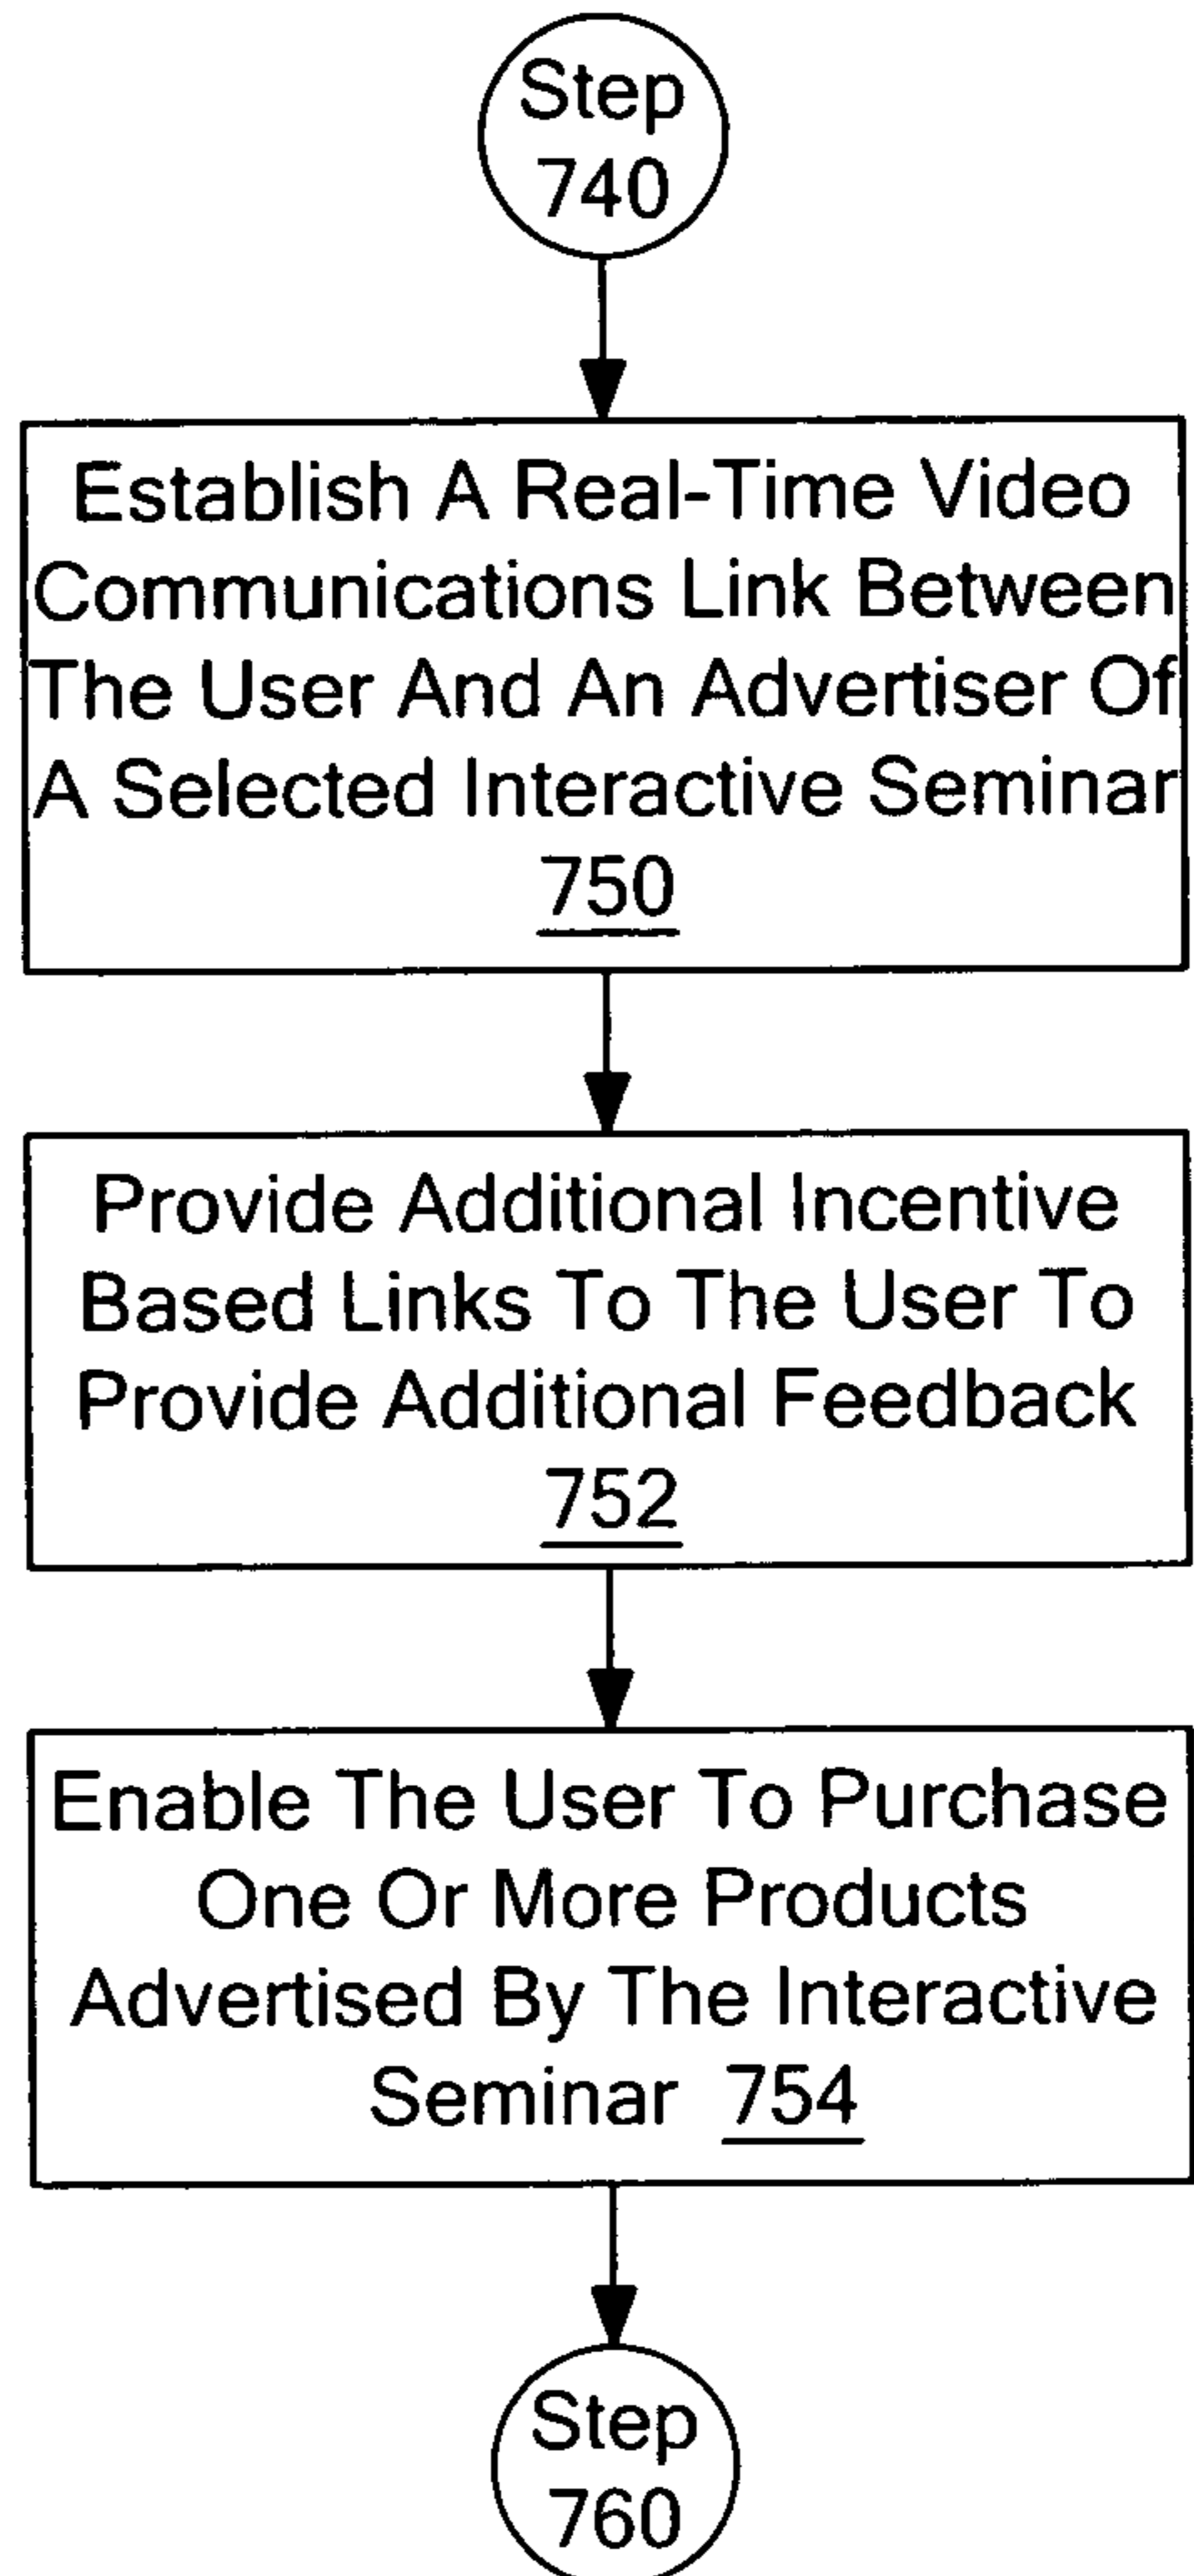 Step
740
Establish A Real-Time Video
Communications Link Between
The User And An Advertiser Of
A Selected Interactive Seminar
750
Provide Additional Incentive
Based Links To The User To
Provide Additional Feedback
752
Enable The User To Purchase
One Or More Products
Advertised By The Interactive
Seminar 754
Step
760